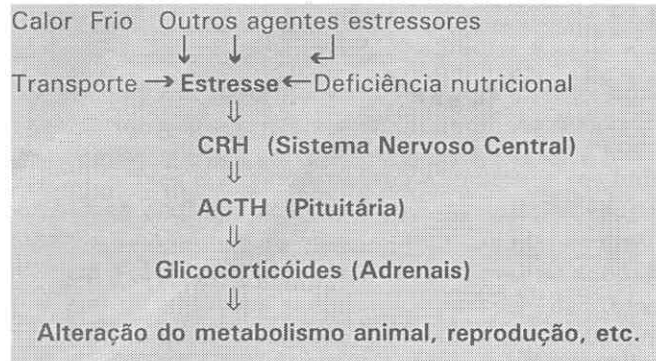 Calor Frio Outros agentes estressores
Transporte → Estresse ← Deficiência nutricional
CRH (Sistema Nervoso Central)
ACTH (Pituitária)
Glicocorticóides (Adrenais)
Alteração do metabolismo animal, reprodução, etc.